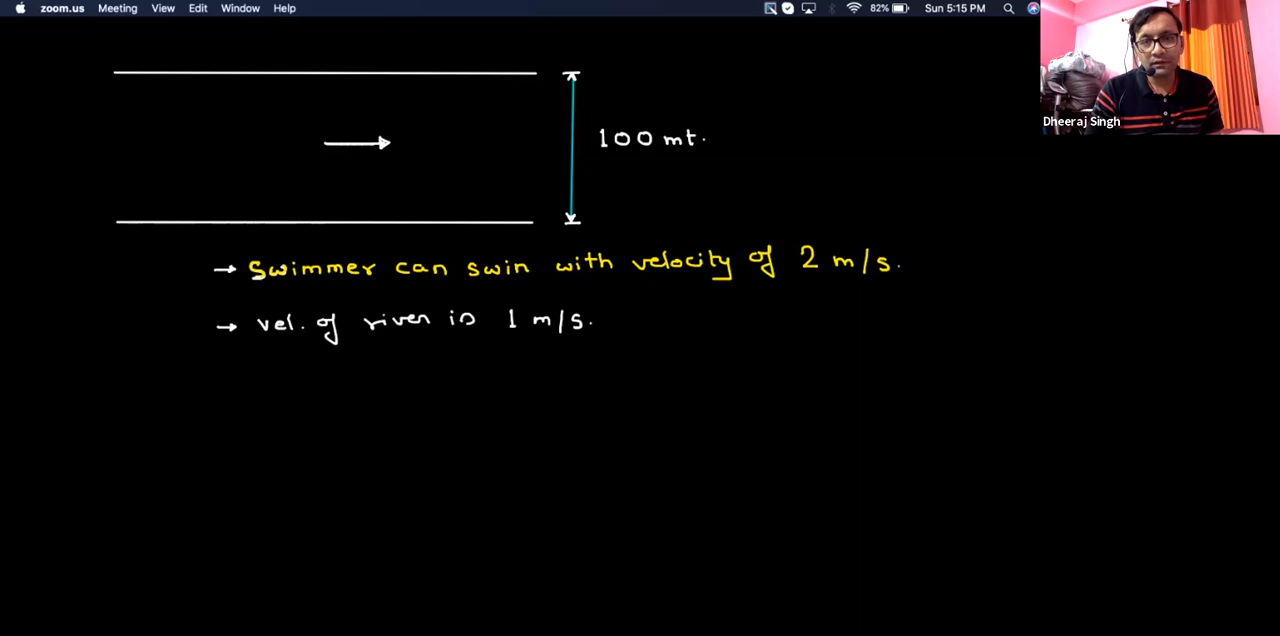 zoom.us Meeting View Edit Window Help 82% Sun 5:15 PM
Dheeraj Singh
100 mt.
→ Swimmer can swin with velocity of 2 m/s.
→ vel. of river is 1 m/s.